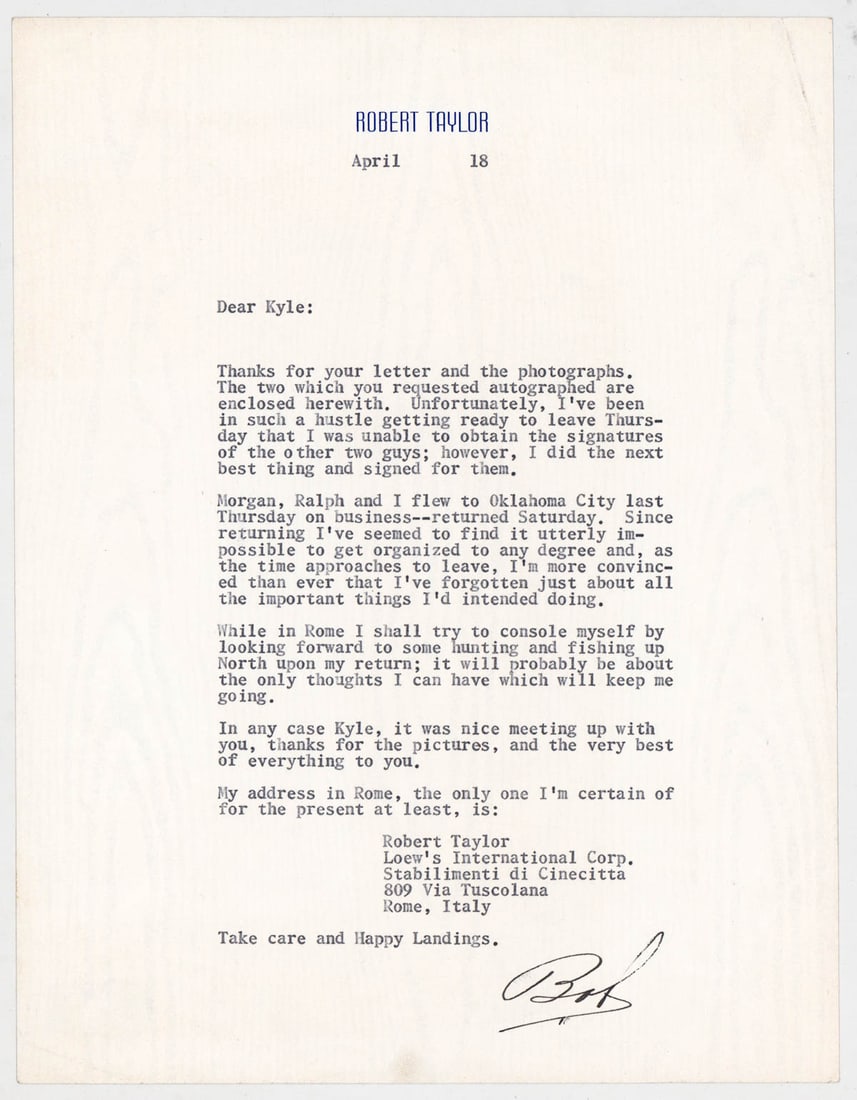 ROBERT TAYLOR
April 18
Dear Kyle:
Thanks for your letter and the photographs.
The two which you requested autographed are
enclosed herewith. Unfortunately, I've been
in such a hustle getting ready to leave Thurs-
day that I was unable to obtain the signatures
of the other two guys; however, I did the next
best thing and signed for them.
Morgan, Ralph and I flew to Oklahoma City last
Thursday on business--returned Saturday. Since
returning I've seemed to find it utterly im-
possible to get organized to any degree and, as
the time approaches to leave, I'm more convinc-
ed than ever that I've forgotten just about all
the important things I'd intended doing.
While in Rome I shall try to console myself by
looking forward to some hunting and fishing up
North upon my return; it will probably be about
the only thoughts I can have which will keep me
going.
In any case Kyle, it was nice meeting up with
you, thanks for the pictures, and the very best
of everything to you.
My address in Rome, the only one I'm certain of
for the present at least, is:
Robert Taylor
Loew's International Corp.
Stabilimenti di Cinecitta
809 Via Tuscolana
Rome, Italy
Take care and Happy Landings.
Bob